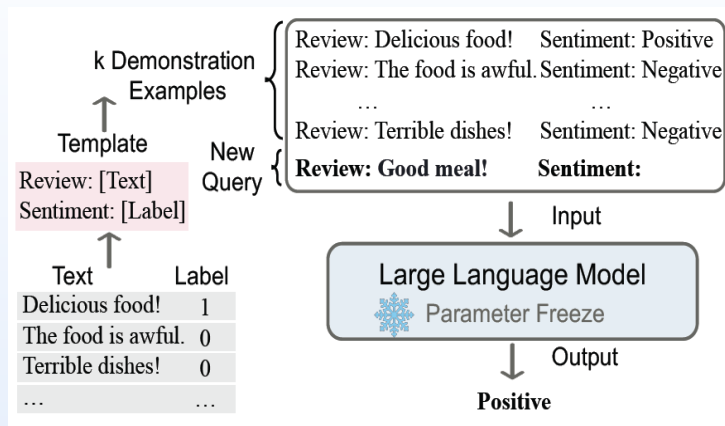 k Demonstration
Examples
Review: Delicious food! Sentiment: Positive
Review: The food is awful. Sentiment: Negative
... ...
Review: Terrible dishes! Sentiment: Negative
New
Query
Review: Good meal! Sentiment:
Template
Review: [Text]
Sentiment: [Label]
Text Label
Delicious food! 1
The food is awful. 0
Terrible dishes! 0
... ...
Input
Large Language Model
Parameter Freeze
Output
Positive